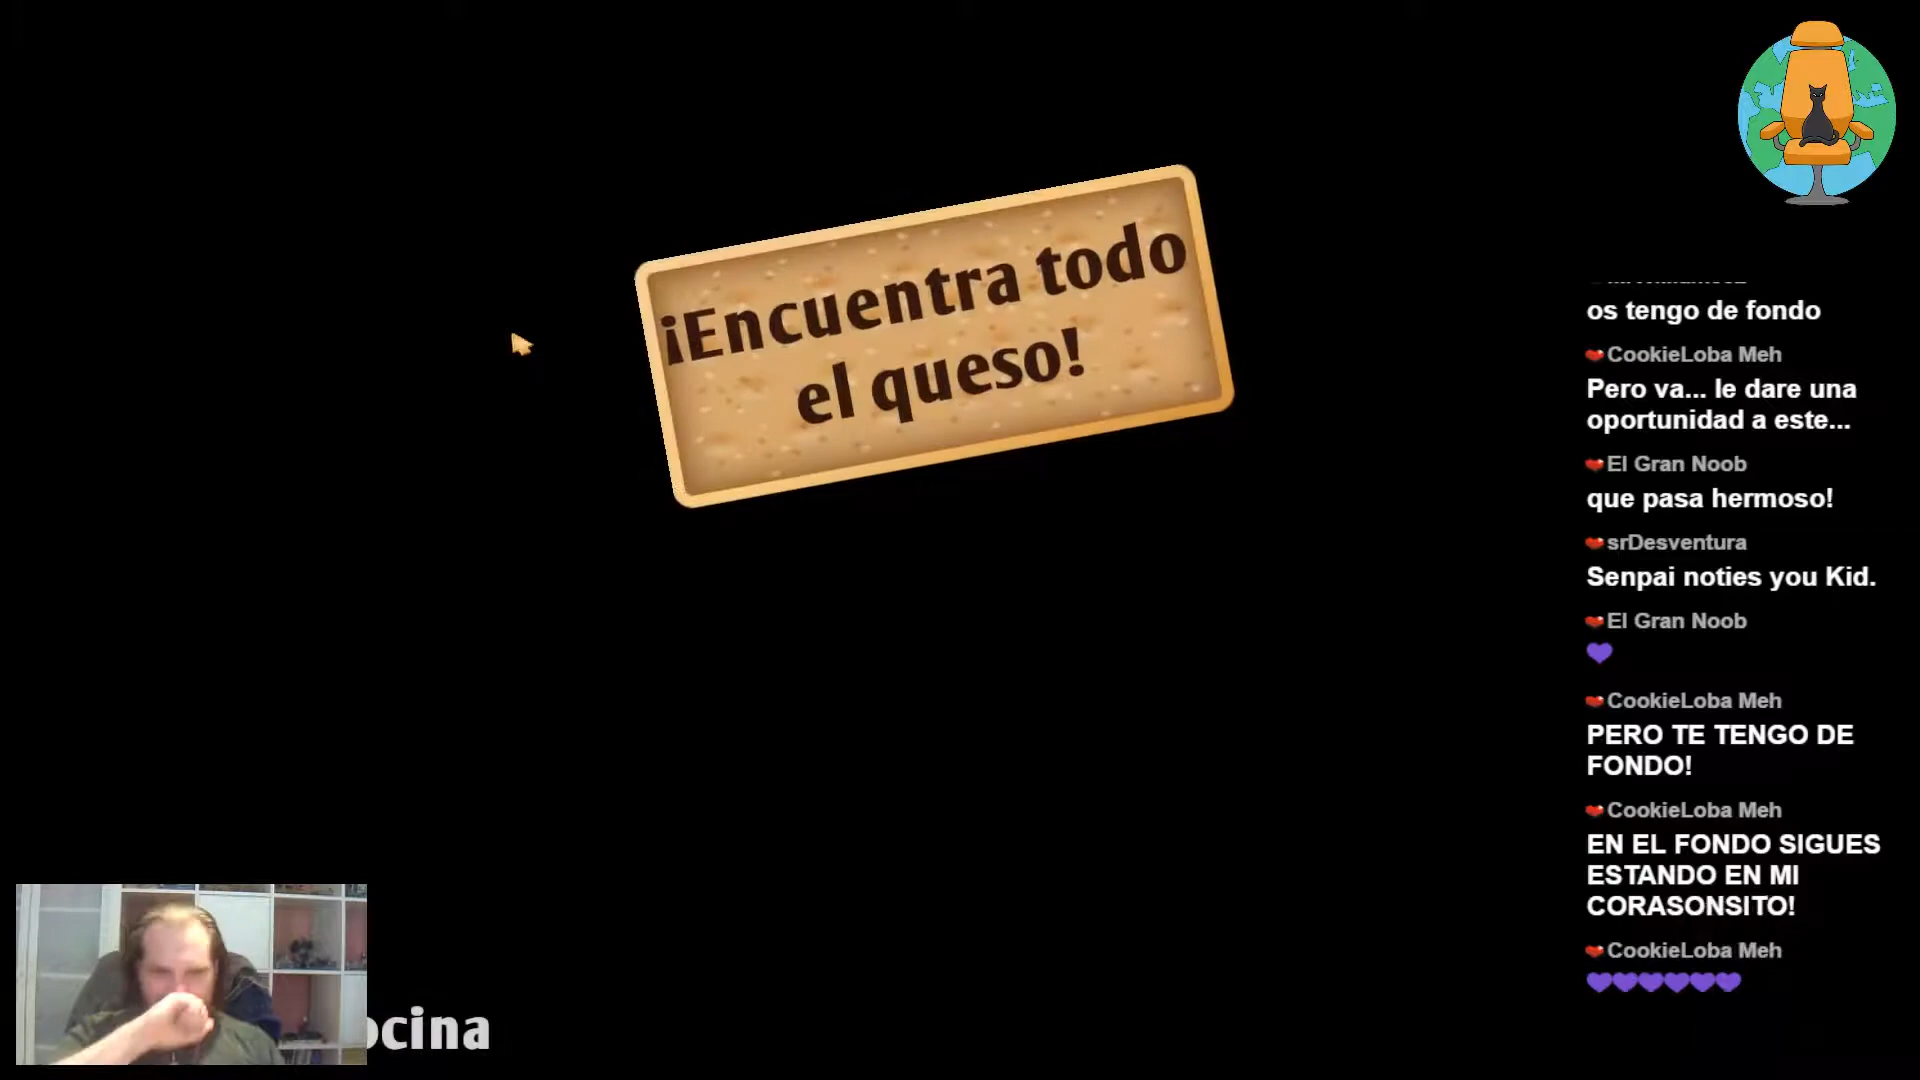 ¡Encuentra todo
el queso!
os tengo de fondo
CookieLoba Meh
Pero va... le dare una
oportunidad a este...
El Gran Noob
que pasa hermoso!
srDesventura
Senpai noties you Kid.
El Gran Noob
CookieLoba Meh
PERO TE TENGO DE
FONDO!
CookieLoba Meh
EN EL FONDO SIGUES
ESTANDO EN MI
CORASONSITO!
CookieLoba Meh
ocina